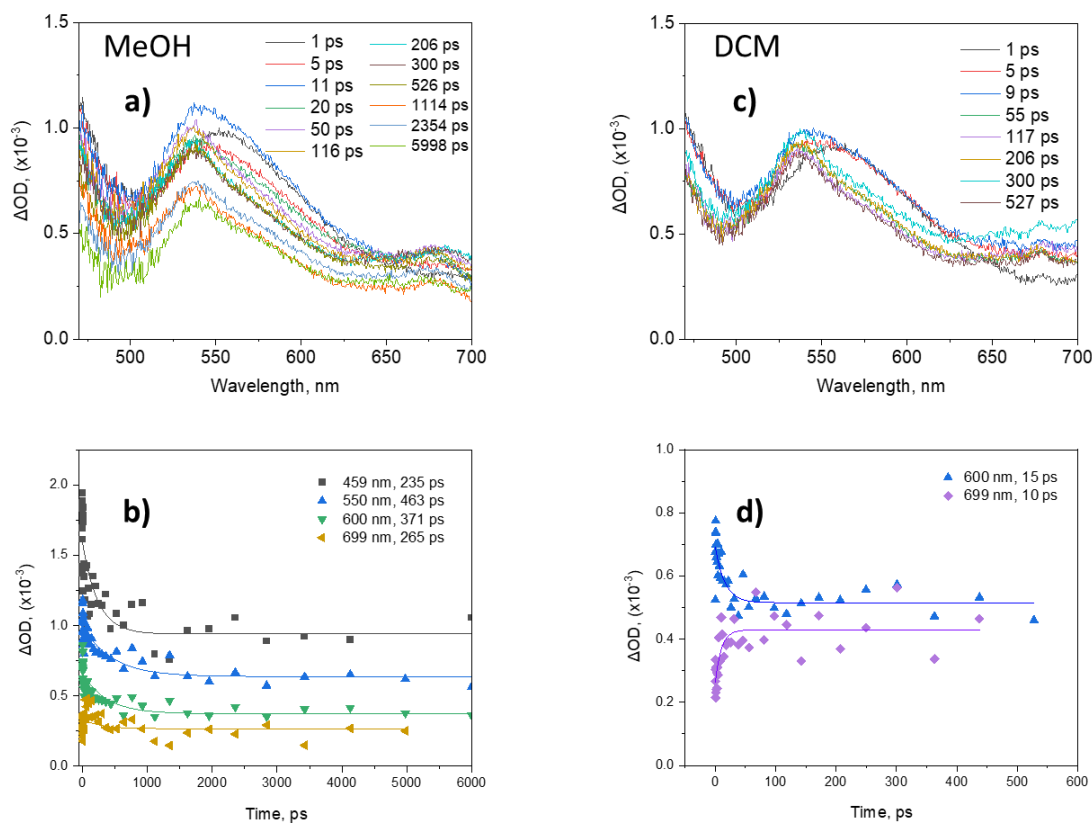 MeOH
a)
1 ps
5 ps
11 ps
20 ps
50 ps
116 ps
206 ps
300 ps
526 ps
1114 ps
2354 ps
5998 ps
1.5
1.0
0.5
0.0
ΔOD, (x10⁻³)
500 550 600 650 700
Wavelength, nm
DCM
c)
1 ps
5 ps
9 ps
55 ps
117 ps
206 ps
300 ps
527 ps
1.5
1.0
0.5
0.0
ΔOD, (x10⁻³)
500 550 600 650 700
Wavelength, nm
b)
459 nm, 235 ps
550 nm, 463 ps
600 nm, 371 ps
699 nm, 265 ps
2.0
1.5
1.0
0.5
0.0
ΔOD, (x10⁻³)
0 1000 2000 3000 4000 5000 6000
Time, ps
d)
600 nm, 15 ps
699 nm, 10 ps
1.0
0.8
0.6
0.4
0.2
0.0
ΔOD, (x10⁻³)
0 100 200 300 400 500 600
Time, ps